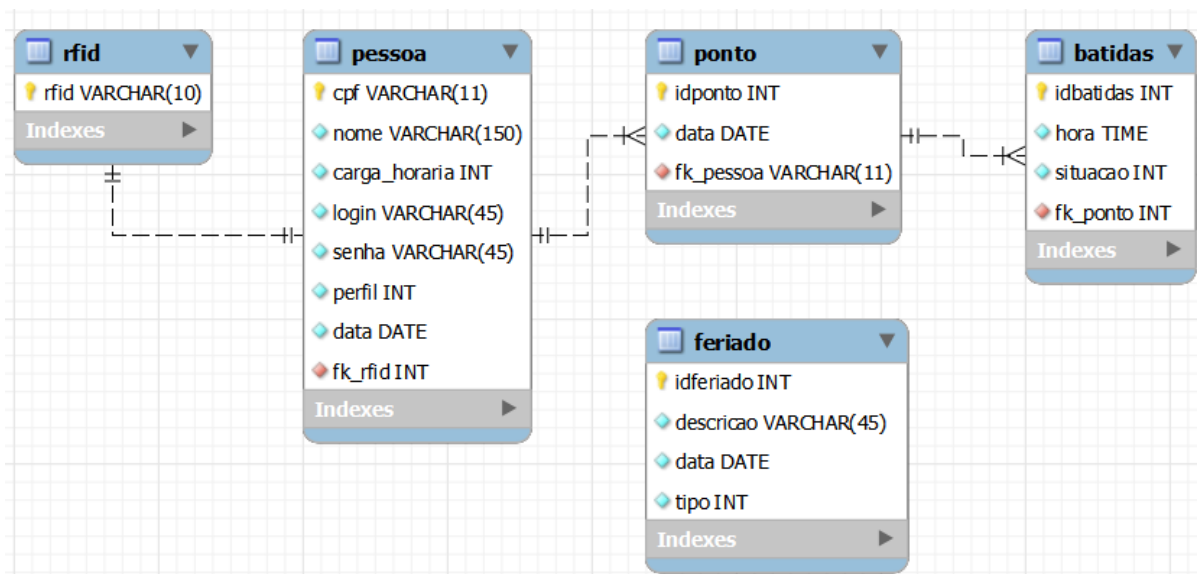 rfid
rfid VARCHAR(10)
Indexes
pessoa
cpf VARCHAR(11)
nome VARCHAR(150)
carga_horaria INT
login VARCHAR(45)
senha VARCHAR(45)
perfil INT
data DATE
fk_rfid INT
Indexes
ponto
idponto INT
data DATE
fk_pessoa VARCHAR(11)
Indexes
batidas
idbatidas INT
hora TIME
situacao INT
fk_ponto INT
Indexes
feriado
idferiado INT
descricao VARCHAR(45)
data DATE
tipo INT
Indexes